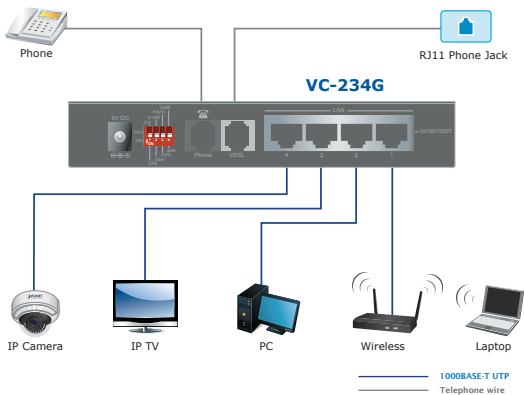 Phone
RJ11 Phone Jack
VC-234G
LAN
5V DC
10/100/1000T
Phone
VDSL
4
3
2
1
IP Camera
IP TV
PC
Wireless
Laptop
1000BASE-T UTP
Telephone wire